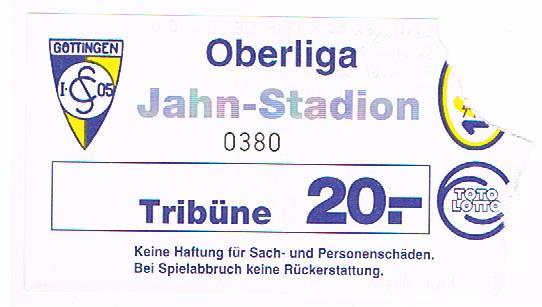 GÖTTINGEN
I. SC 05
Oberliga
Jahn-Stadion
0380
Tribüne 20.-
TOTO
LOTTO
Keine Haftung für Sach- und Personenschäden.
Bei Spielabbruch keine Rückerstattung.